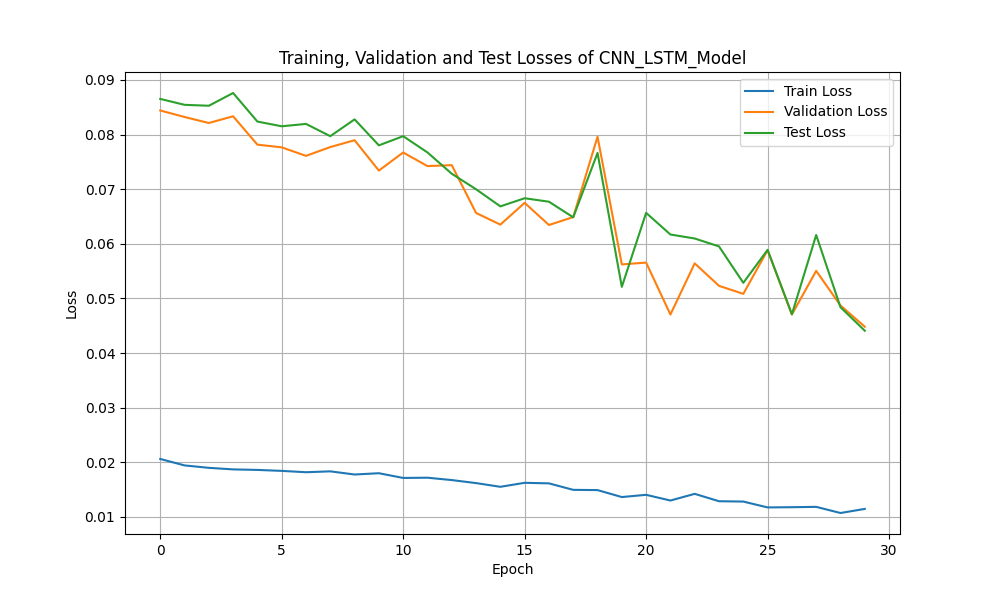 Training, Validation and Test Losses of CNN_LSTM_Model
Train Loss
Validation Loss
Test Loss
Loss
0.09
0.08
0.07
0.06
0.05
0.04
0.03
0.02
0.01
0 5 10 15 20 25 30
Epoch